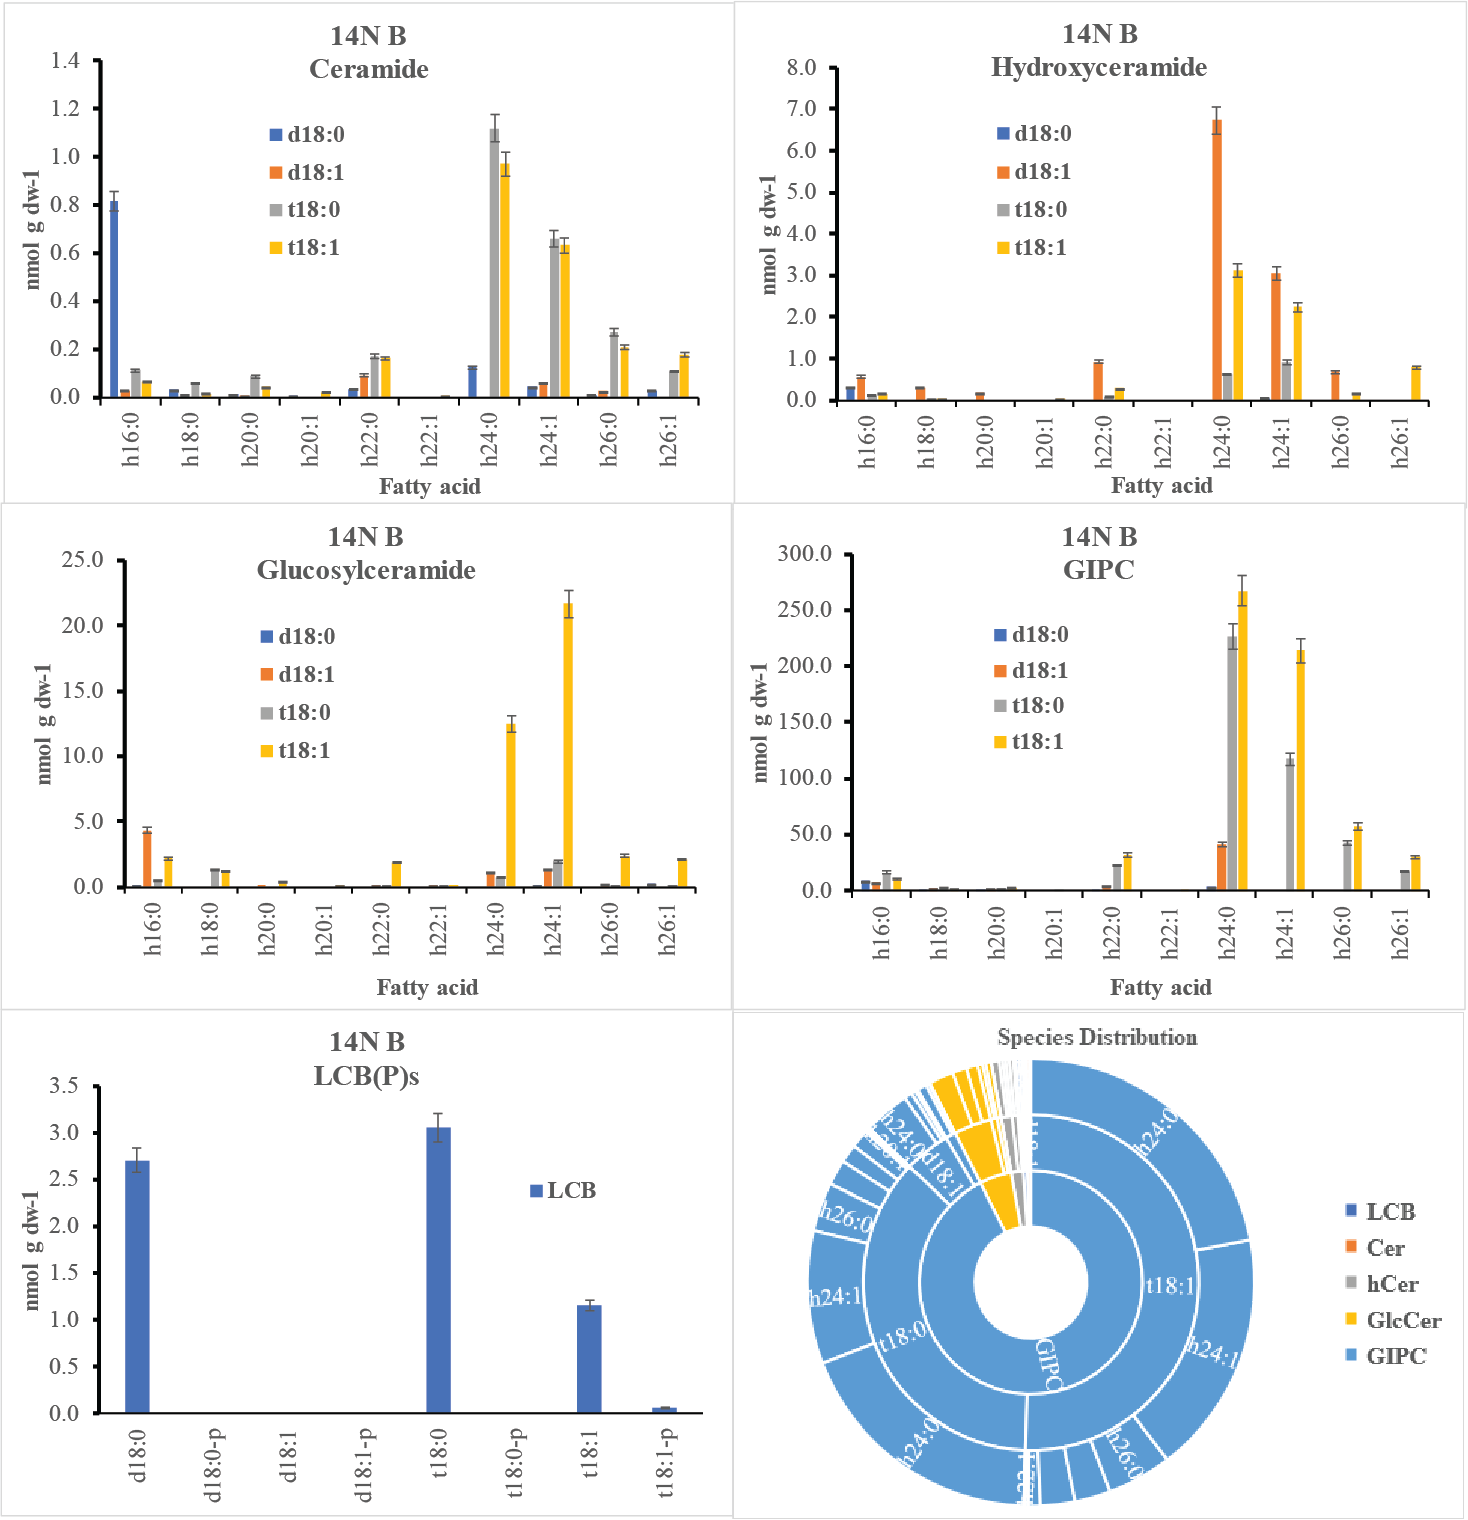 14N B
Ceramide
1.4
1.2
1.0
0.8
0.6
0.4
0.2
0.0
nmol g dw-1
d18:0
d18:1
t18:0
t18:1
h16:0
h18:0
h20:0
h20:1
h22:0
h22:1
h24:0
h24:1
h26:0
h26:1
Fatty acid
14N B
Hydroxyceramide
8.0
7.0
6.0
5.0
4.0
3.0
2.0
1.0
0.0
nmol g dw-1
d18:0
d18:1
t18:0
t18:1
h16:0
h18:0
h20:0
h20:1
h22:0
h22:1
h24:0
h24:1
h26:0
h26:1
Fatty acid
14N B
Glucosylceramide
25.0
20.0
15.0
10.0
5.0
0.0
nmol g dw-1
d18:0
d18:1
t18:0
t18:1
h16:0
h18:0
h20:0
h20:1
h22:0
h22:1
h24:0
h24:1
h26:0
h26:1
Fatty acid
14N B
GIPC
300.0
250.0
200.0
150.0
100.0
50.0
0.0
nmol g dw-1
d18:0
d18:1
t18:0
t18:1
h16:0
h18:0
h20:0
h20:1
h22:0
h22:1
h24:0
h24:1
h26:0
h26:1
Fatty acid
14N B
LCB(P)s
3.5
3.0
2.5
2.0
1.5
1.0
0.5
0.0
nmol g dw-1
LCB
d18:0
d18:0-p
d18:1
d18:1-p
t18:0
t18:0-p
t18:1
t18:1-p
Species Distribution
h24:0
h24:1
h26:0
h24:0
h24:1
h26:0
h24:0
d18:1
t18:1
t18:0
GIPC
LCB
Cer
hCer
GlcCer
GIPC